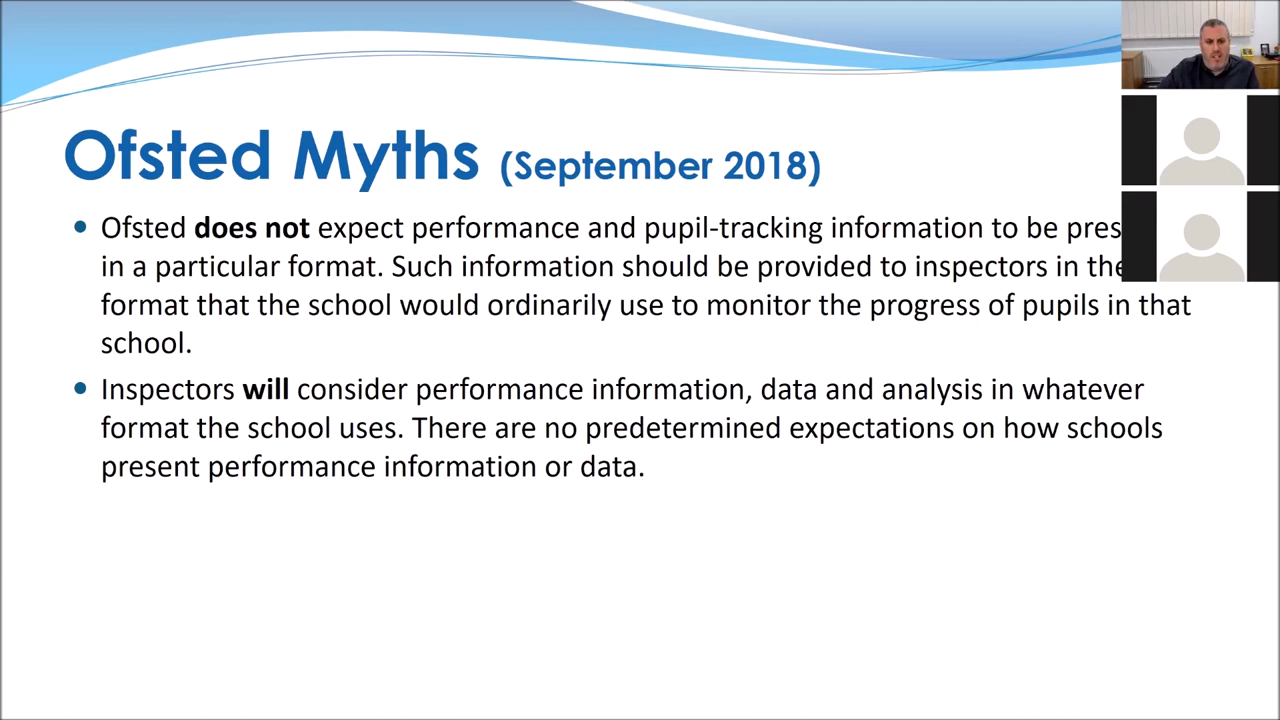 Ofsted Myths (September 2018)
• Ofsted does not expect performance and pupil-tracking information to be
in a particular format. Such information should be provided to inspectors in the
format that the school would ordinarily use to monitor the progress of pupils in that
school.
• Inspectors will consider performance information, data and analysis in whatever
format the school uses. There are no predetermined expectations on how schools
present performance information or data.